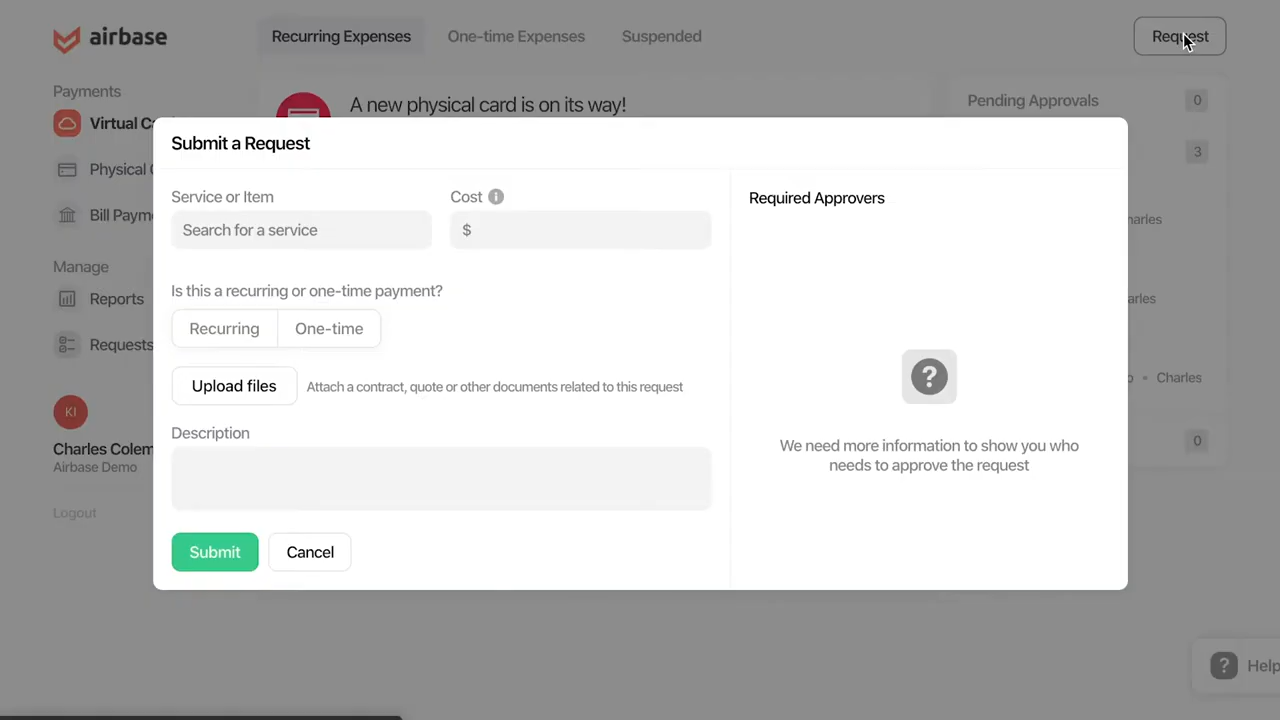 airbase
Recurring Expenses
One-time Expenses
Suspended
Request
Payments
Virtual
Physical
Manage
Reports
Requests
KI
Charles
Airbase Demo
Logout
A new physical card is on its way!
Pending Approvals
0
3
Charles
0
Submit a Request
Service or Item
Search for a service
Cost
$
Is this a recurring or one-time payment?
Recurring
One-time
Upload files
Attach a contract, quote or other documents related to this request
Description
Submit
Cancel
Required Approvers
?
We need more information to show you who
needs to approve the request
?
Help